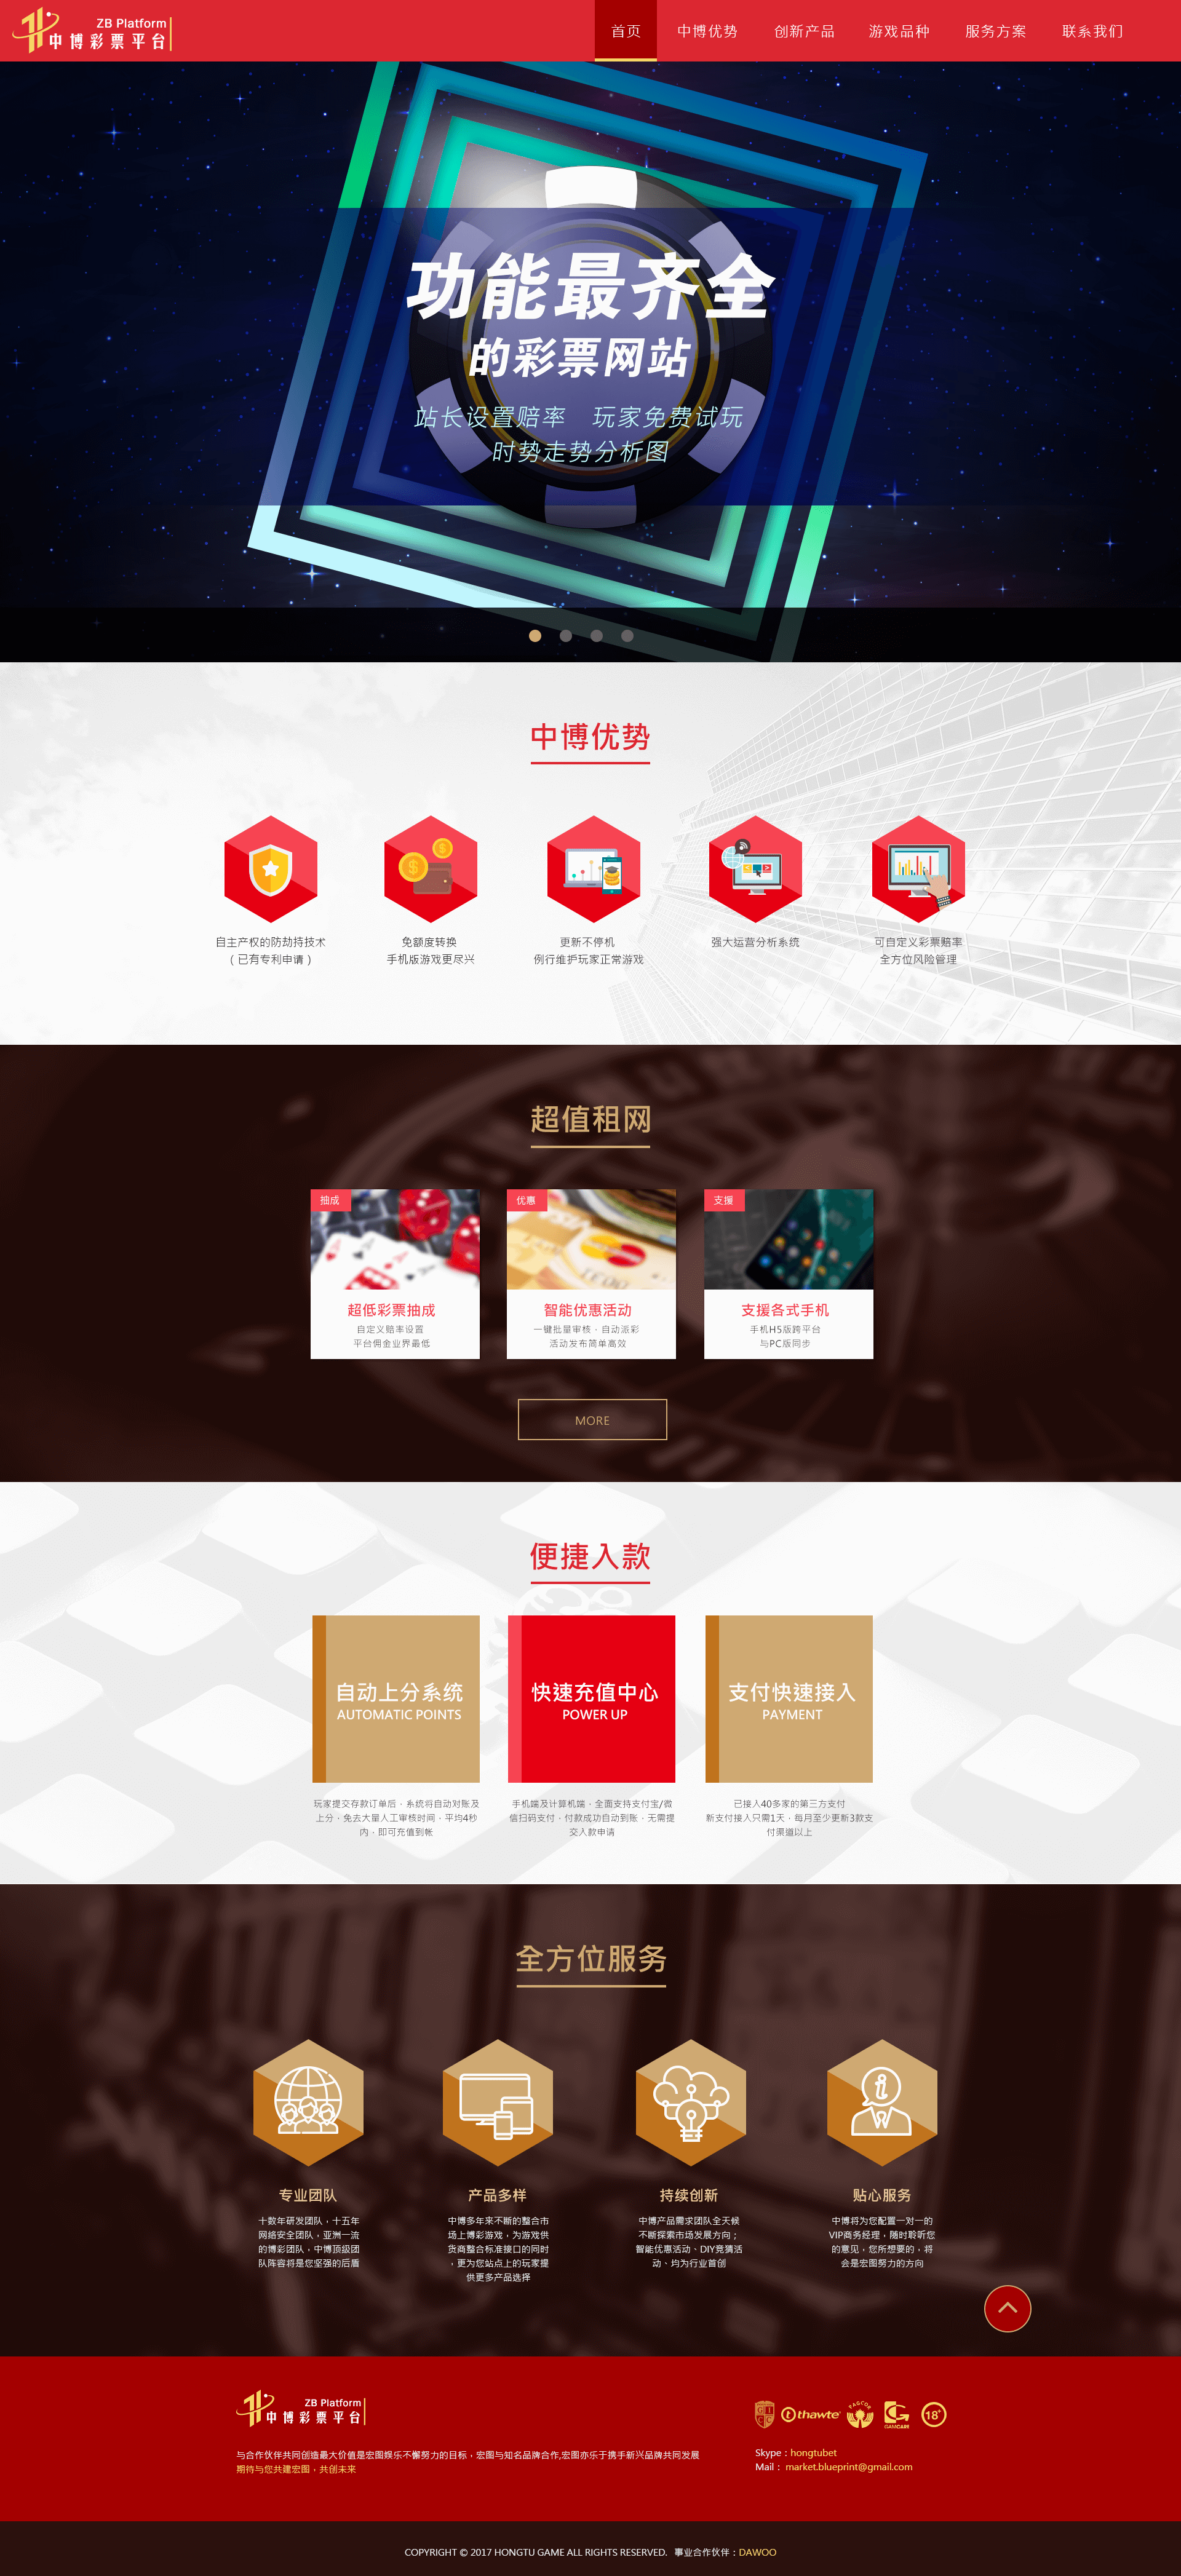 ZB Platform
中博彩票平台
首页 中博优势 创新产品 游戏品种 服务方案 联系我们
功能最齐全
的彩票网站
站长设置赔率 玩家免费试玩
时势走势分析图
中博优势
自主产权的防劫持技术
（已有专利申请）
免额度转换
手机版游戏更尽兴
更新不停机
例行维护玩家正常游戏
强大运营分析系统
可自定义彩票赔率
全方位风险管理
超值租网
抽成
超低彩票抽成
自定义赔率设置
平台佣金业界最低
优惠
智能优惠活动
一键批量审核，自动派彩
活动发布简单高效
支援
支援各式手机
手机H5版跨平台
与PC版同步
MORE
便捷入款
自动上分系统
AUTOMATIC POINTS
玩家提交存款订单后，系统将自动对账及
上分，免去大量人工审核时间，平均4秒
内，即可充值到帐
快速充值中心
POWER UP
手机端及计算机端，全面支持支付宝/微
信扫码支付，付款成功自动到账，无需提
交入款申请
支付快速接入
PAYMENT
已接入40多家的第三方支付
新支付接入只需1天，每月至少更新3款支
付渠道以上
全方位服务
专业团队
十数年研发团队，十五年
网络安全团队，亚洲一流
的博彩团队，中博顶级团
队阵容将是您坚强的后盾
产品多样
中博多年来不断的整合市
场上博彩游戏，为游戏供
货商整合标准接口的同时
，更为您站点上的玩家提
供更多产品选择
持续创新
中博产品需求团队全天候
不断探索市场发展方向；
智能优惠活动、DIY竞猜活
动、均为行业首创
贴心服务
中博将为您配置一对一的
VIP商务经理，随时聆听您
的意见，您所想要的，将
会是宏图努力的方向
ZB Platform
中博彩票平台
thawte PAGCOR GAMCARE 18+
与合作伙伴共同创造最大价值是宏图娱乐不懈努力的目标，宏图与知名品牌合作,宏图亦乐于携手新兴品牌共同发展
期待与您共建宏图，共创未来
Skype：hongtubet
Mail： market.blueprint@gmail.com
COPYRIGHT © 2017 HONGTU GAME ALL RIGHTS RESERVED. 事业合作伙伴：DAWOO